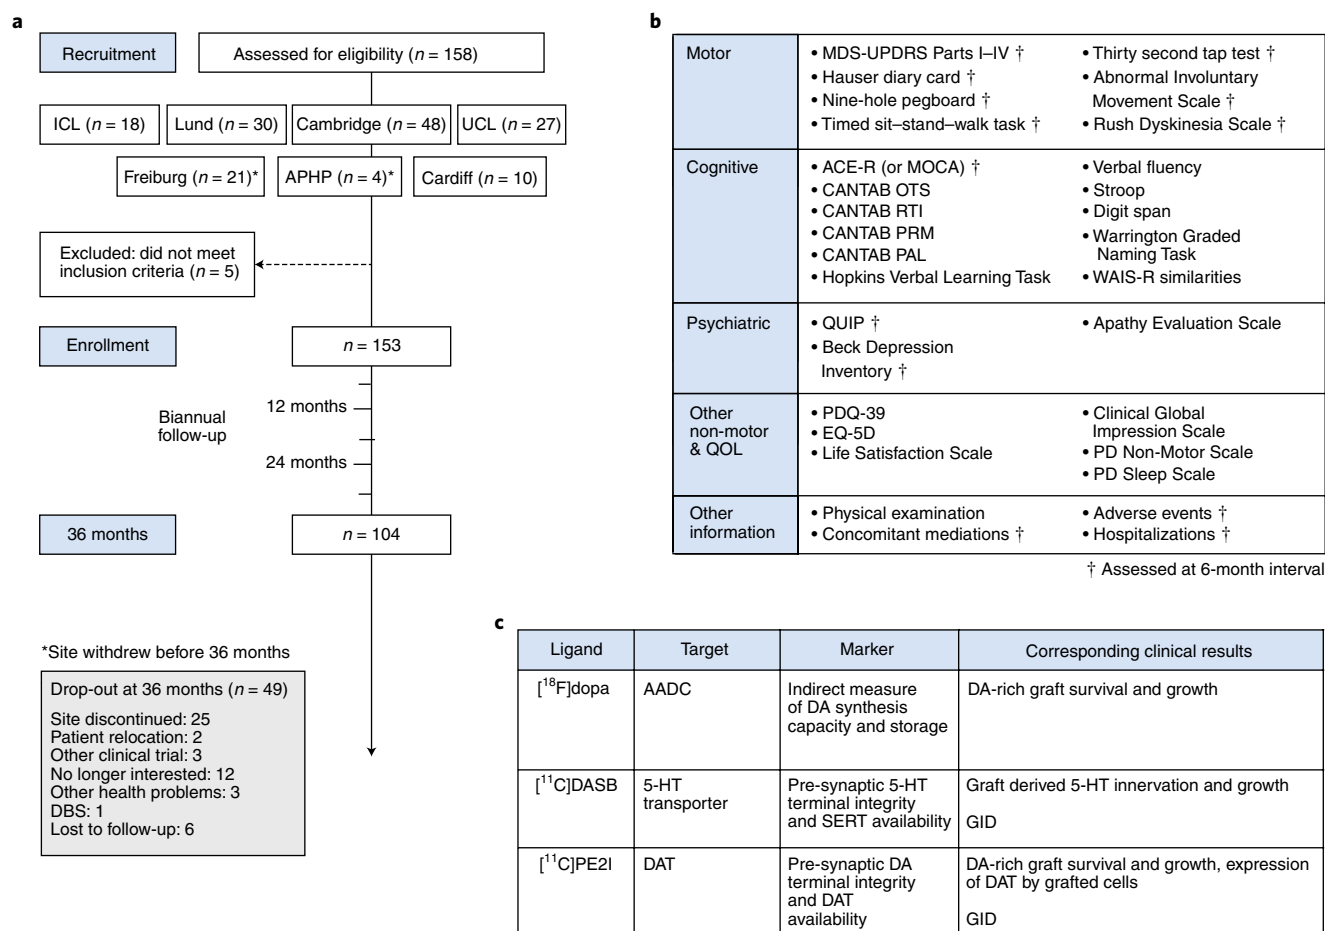 a
Recruitment
Assessed for eligibility (n = 158)
ICL (n = 18)
Lund (n = 30)
Cambridge (n = 48)
UCL (n = 27)
Freiburg (n = 21)*
APHP (n = 4)*
Cardiff (n = 10)
Excluded: did not meet
inclusion criteria (n = 5)
Enrollment
n = 153
Biannual
follow-up
12 months
24 months
36 months
n = 104
*Site withdrew before 36 months
Drop-out at 36 months (n = 49)
Site discontinued: 25
Patient relocation: 2
Other clinical trial: 3
No longer interested: 12
Other health problems: 3
DBS: 1
Lost to follow-up: 6
b
Motor
• MDS-UPDRS Parts I–IV †
• Hauser diary card †
• Nine-hole pegboard †
• Timed sit–stand–walk task †
• Thirty second tap test †
• Abnormal Involuntary
Movement Scale †
• Rush Dyskinesia Scale †
Cognitive
• ACE-R (or MOCA) †
• CANTAB OTS
• CANTAB RTI
• CANTAB PRM
• CANTAB PAL
• Hopkins Verbal Learning Task
• Verbal fluency
• Stroop
• Digit span
• Warrington Graded
Naming Task
• WAIS-R similarities
Psychiatric
• QUIP †
• Beck Depression
Inventory †
• Apathy Evaluation Scale
Other
non-motor
& QOL
• PDQ-39
• EQ-5D
• Life Satisfaction Scale
• Clinical Global
Impression Scale
• PD Non-Motor Scale
• PD Sleep Scale
Other
information
• Physical examination
• Concomitant mediations †
• Adverse events †
• Hospitalizations †
† Assessed at 6-month interval
c
Ligand
Target
Marker
Corresponding clinical results
[18F]dopa
AADC
Indirect measure
of DA synthesis
capacity and storage
DA-rich graft survival and growth
[11C]DASB
5-HT
transporter
Pre-synaptic 5-HT
terminal integrity
and SERT availability
Graft derived 5-HT innervation and growth
GID
[11C]PE2I
DAT
Pre-synaptic DA
terminal integrity
and DAT
availability
DA-rich graft survival and growth, expression
of DAT by grafted cells
GID